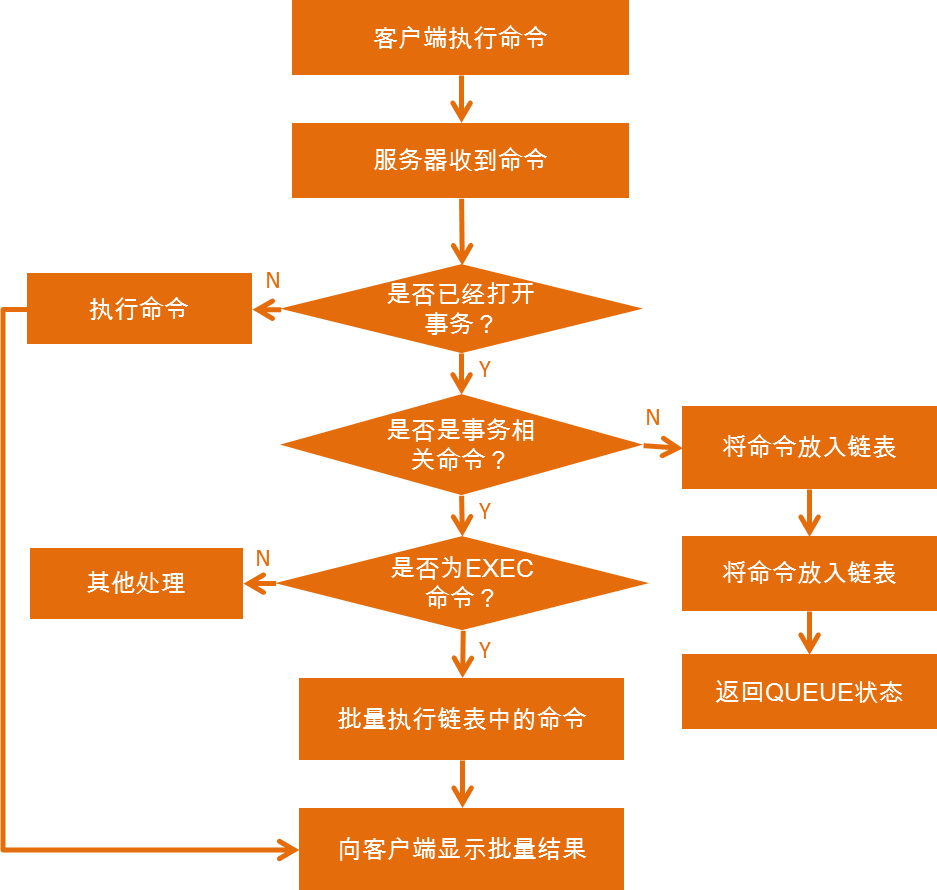 客户端执行命令
服务器收到命令
是否已经打开
事务？
N
执行命令
Y
是否是事务相
关命令？
N
将命令放入链表
将命令放入链表
返回QUEUE状态
Y
是否为EXEC
命令？
N
其他处理
Y
批量执行链表中的命令
向客户端显示批量结果